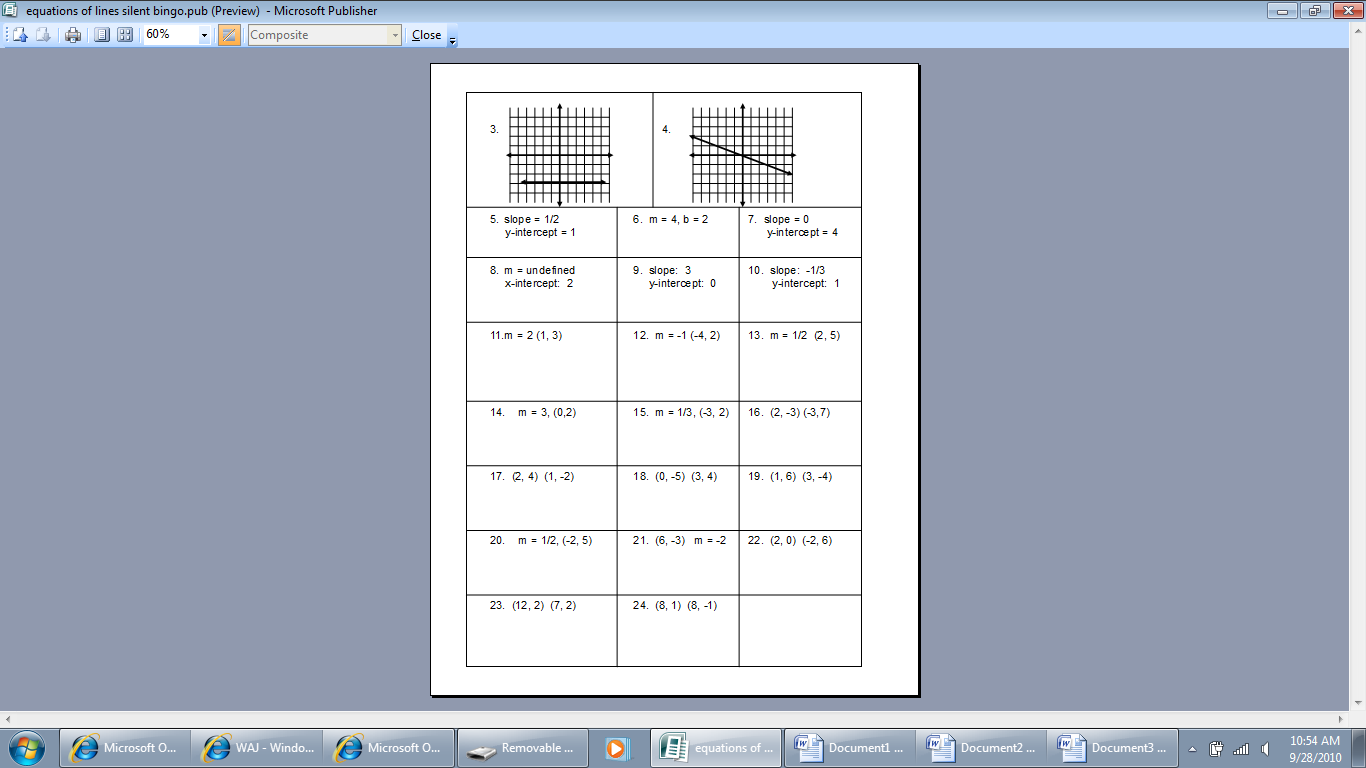 equations of lines silent bingo.pub (Preview)  - Microsoft Publisher
60%
Composite
Close
3.
4.
5. slope = 1/2
y-intercept = 1
6. m = 4, b = 2
7. slope = 0
y-intercept = 4
8. m = undefined
x-intercept: 2
9. slope: 3
y-intercept: 0
10. slope: -1/3
y-intercept: 1
11.m = 2 (1, 3)
12. m = -1 (-4, 2)
13. m = 1/2 (2, 5)
14. m = 3, (0,2)
15. m = 1/3, (-3, 2)
16. (2, -3) (-3,7)
17. (2, 4) (1, -2)
18. (0, -5) (3, 4)
19. (1, 6) (3, -4)
20. m = 1/2, (-2, 5)
21. (6, -3) m = -2
22. (2, 0) (-2, 6)
23. (12, 2) (7, 2)
24. (8, 1) (8, -1)
Microsoft O...
WAJ - Windo...
Microsoft O...
Removable ...
equations of ...
Document1 ...
Document2 ...
Document3 ...
10:54 AM
9/28/2010